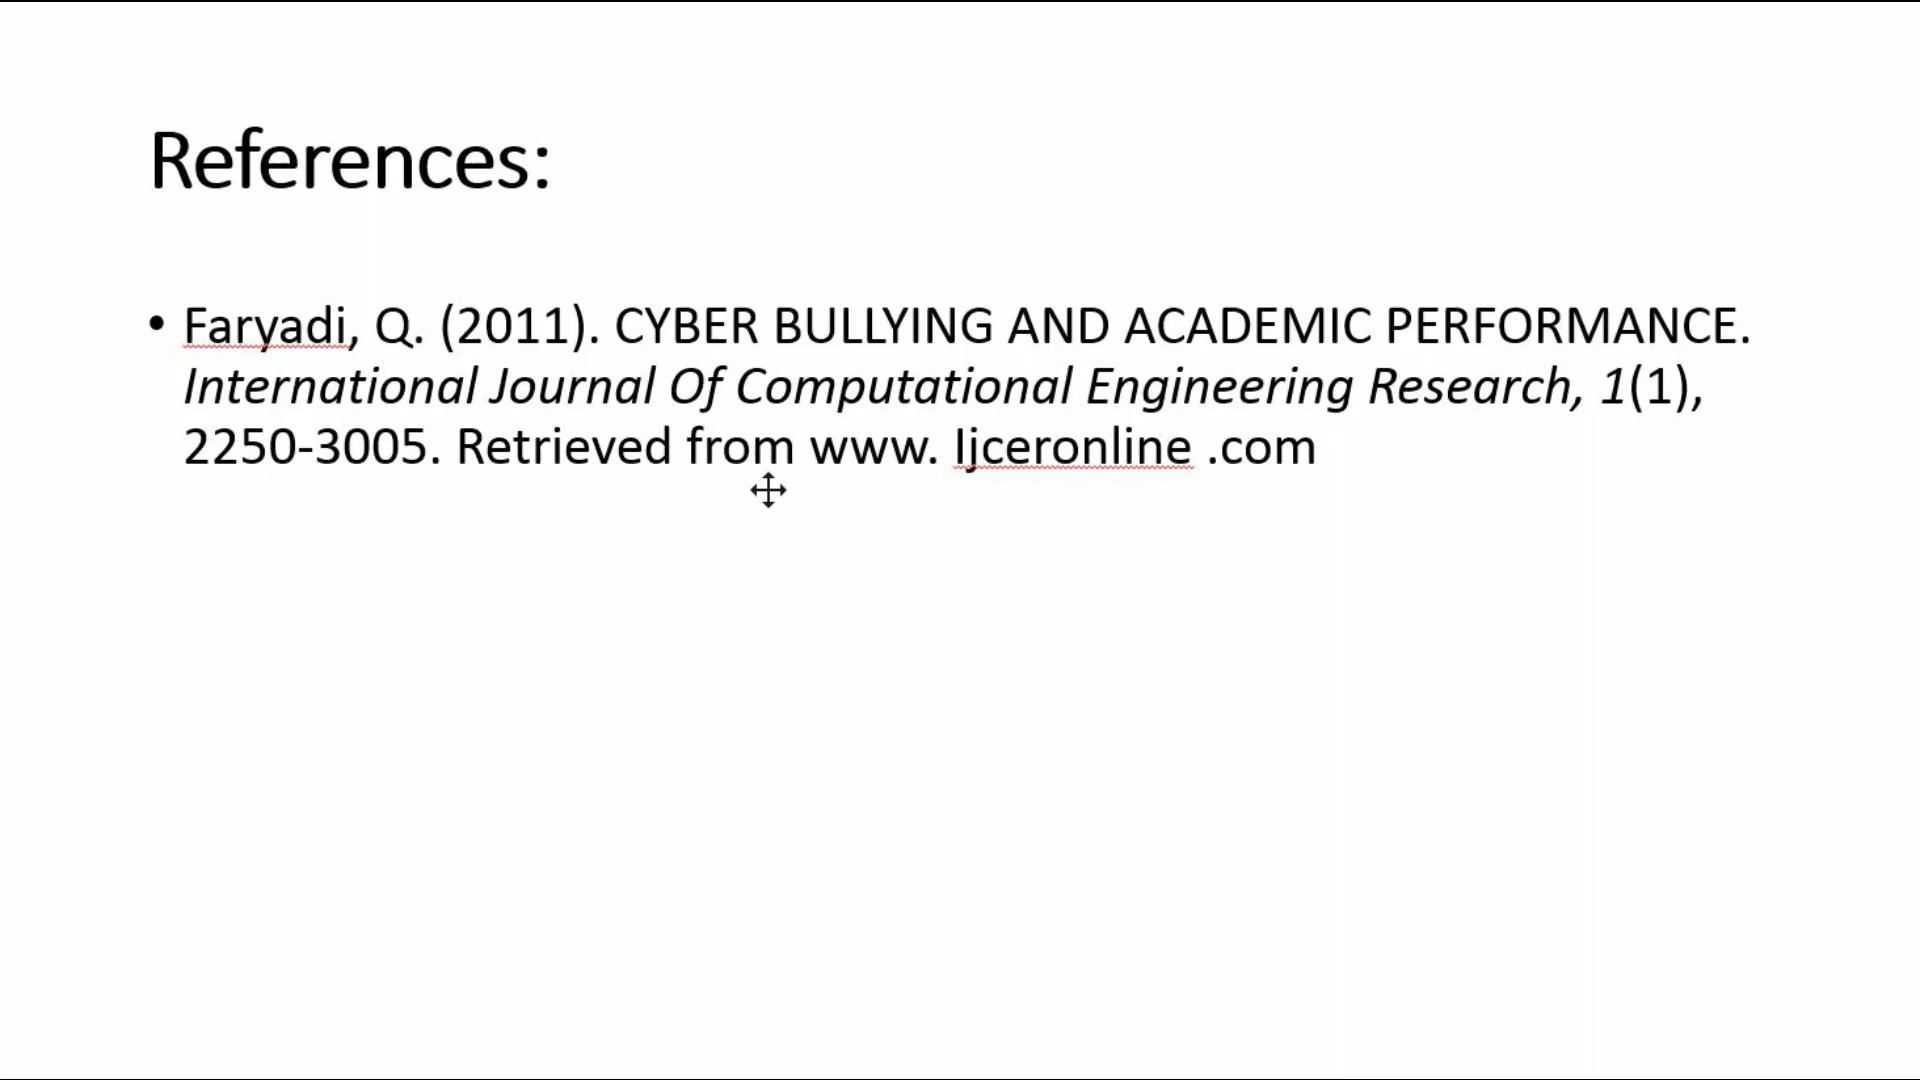 References:
• Faryadi, Q. (2011). CYBER BULLYING AND ACADEMIC PERFORMANCE.
International Journal Of Computational Engineering Research, 1(1),
2250-3005. Retrieved from www. Ijceronline .com